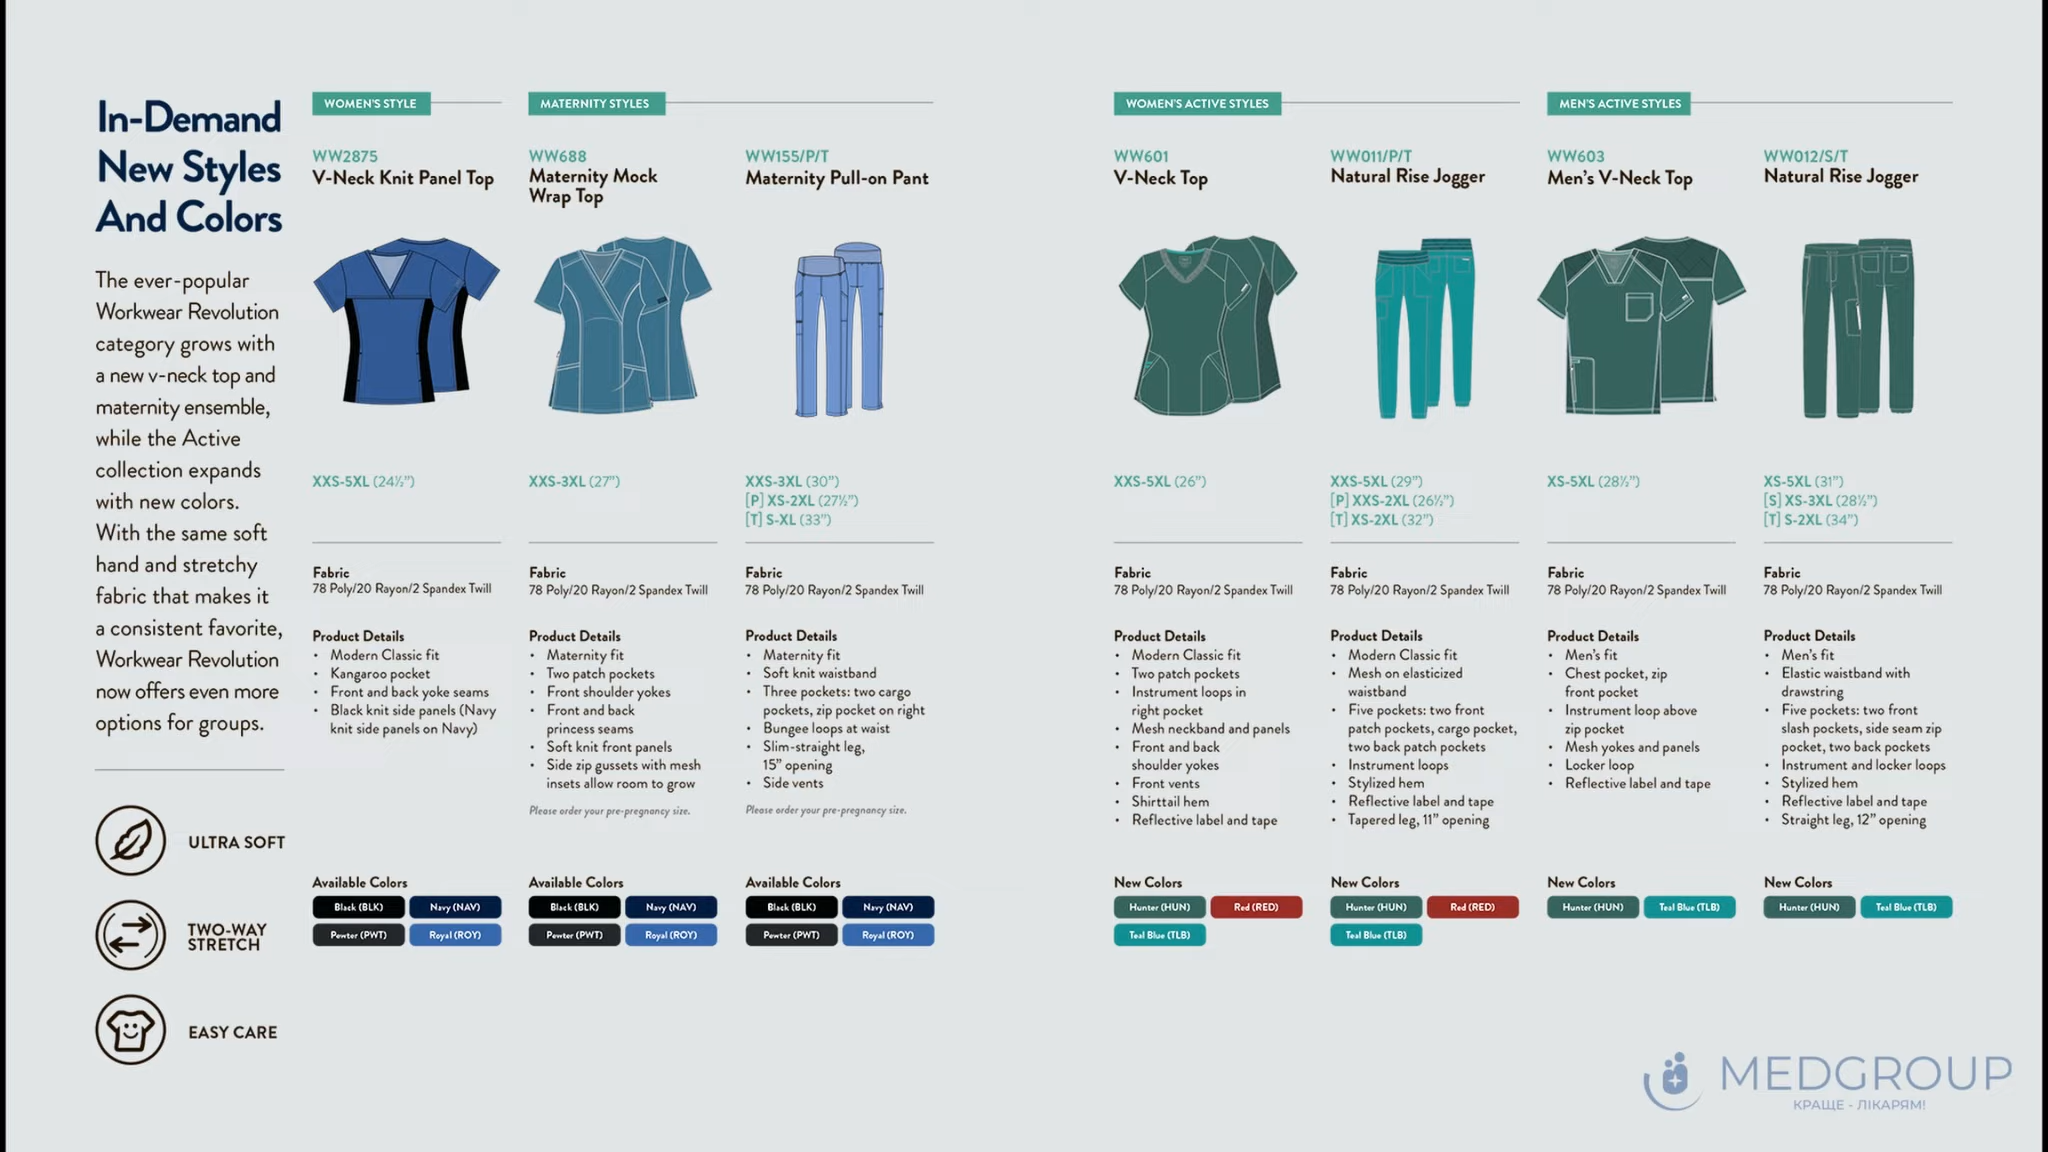 In-Demand
New Styles
And Colors
The ever-popular
Workwear Revolution
category grows with
a new v-neck top and
maternity ensemble,
while the Active
collection expands
with new colors.
With the same soft
hand and stretchy
fabric that makes it
a consistent favorite,
Workwear Revolution
now offers even more
options for groups.
ULTRA SOFT
TWO-WAY
STRETCH
EASY CARE
WOMEN'S STYLE
WW2875
V-Neck Knit Panel Top
XXS-5XL (24½")
Fabric
78 Poly/20 Rayon/2 Spandex Twill
Product Details
• Modern Classic fit
• Kangaroo pocket
• Front and back yoke seams
• Black knit side panels (Navy
knit side panels on Navy)
Available Colors
Black (BLK) Navy (NAV)
Pewter (PWT) Royal (ROY)
MATERNITY STYLES
WW688
Maternity Mock
Wrap Top
XXS-3XL (27")
Fabric
78 Poly/20 Rayon/2 Spandex Twill
Product Details
• Maternity fit
• Two patch pockets
• Front shoulder yokes
• Front and back
princess seams
• Soft knit front panels
• Side zip gussets with mesh
insets allow room to grow
Please order your pre-pregnancy size.
Available Colors
Black (BLK) Navy (NAV)
Pewter (PWT) Royal (ROY)
WW155/P/T
Maternity Pull-on Pant
XXS-3XL (30")
[P] XS-2XL (27½")
[T] S-XL (33")
Fabric
78 Poly/20 Rayon/2 Spandex Twill
Product Details
• Maternity fit
• Soft knit waistband
• Three pockets: two cargo
pockets, zip pocket on right
• Bungee loops at waist
• Slim-straight leg,
15" opening
• Side vents
Please order your pre-pregnancy size.
Available Colors
Black (BLK) Navy (NAV)
Pewter (PWT) Royal (ROY)
WOMEN'S ACTIVE STYLES
WW601
V-Neck Top
XXS-5XL (26")
Fabric
78 Poly/20 Rayon/2 Spandex Twill
Product Details
• Modern Classic fit
• Two patch pockets
• Instrument loops in
right pocket
• Mesh neckband and panels
• Front and back
shoulder yokes
• Front vents
• Shirttail hem
• Reflective label and tape
New Colors
Hunter (HUN) Red (RED)
Teal Blue (TLB)
WW011/P/T
Natural Rise Jogger
XXS-5XL (29")
[P] XXS-2XL (26½")
[T] XS-2XL (32")
Fabric
78 Poly/20 Rayon/2 Spandex Twill
Product Details
• Modern Classic fit
• Mesh on elasticized
waistband
• Five pockets: two front
patch pockets, cargo pocket,
two back patch pockets
• Instrument loops
• Stylized hem
• Reflective label and tape
• Tapered leg, 11" opening
New Colors
Hunter (HUN) Red (RED)
Teal Blue (TLB)
MEN'S ACTIVE STYLES
WW603
Men's V-Neck Top
XS-5XL (28½")
Fabric
78 Poly/20 Rayon/2 Spandex Twill
Product Details
• Men's fit
• Chest pocket, zip
front pocket
• Instrument loop above
zip pocket
• Mesh yokes and panels
• Locker loop
• Reflective label and tape
New Colors
Hunter (HUN) Teal Blue (TLB)
WW012/S/T
Natural Rise Jogger
XS-5XL (31")
[S] XS-3XL (28½")
[T] S-2XL (34")
Fabric
78 Poly/20 Rayon/2 Spandex Twill
Product Details
• Men's fit
• Elastic waistband with
drawstring
• Five pockets: two front
slash pockets, side seam zip
pocket, two back pockets
• Instrument and locker loops
• Stylized hem
• Reflective label and tape
• Straight leg, 12" opening
New Colors
Hunter (HUN) Teal Blue (TLB)
MEDGROUP
КРАЩЕ - ЛІКАРЯМ!